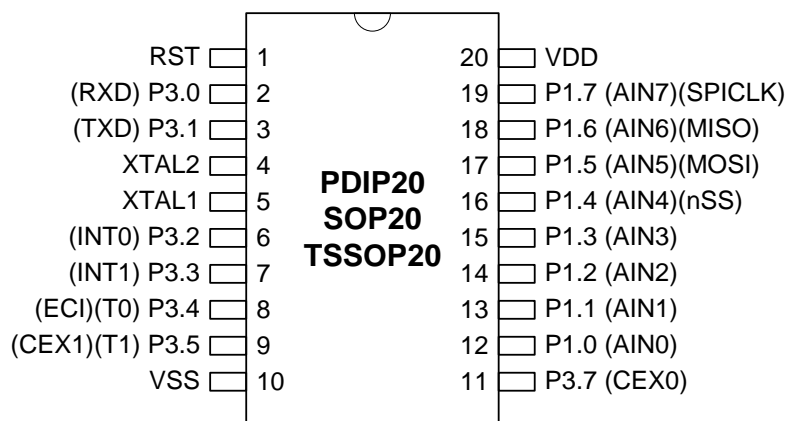 RST 1 20 VDD
(RXD) P3.0 2 19 P1.7 (AIN7)(SPICLK)
(TXD) P3.1 3 18 P1.6 (AIN6)(MISO)
XTAL2 4 17 P1.5 (AIN5)(MOSI)
XTAL1 5 16 P1.4 (AIN4)(nSS)
(INT0) P3.2 6 15 P1.3 (AIN3)
(INT1) P3.3 7 14 P1.2 (AIN2)
(ECI)(T0) P3.4 8 13 P1.1 (AIN1)
(CEX1)(T1) P3.5 9 12 P1.0 (AIN0)
VSS 10 11 P3.7 (CEX0)
PDIP20
SOP20
TSSOP20